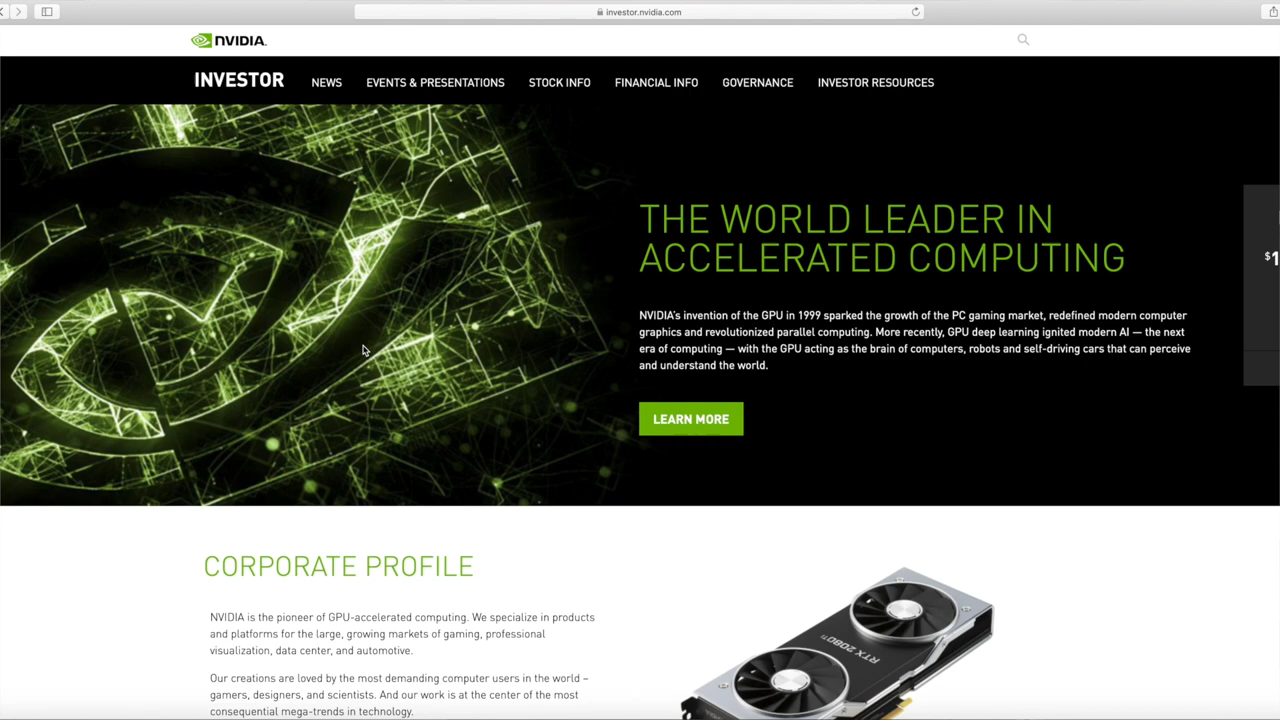 investor.nvidia.com
NVIDIA.
INVESTOR NEWS EVENTS & PRESENTATIONS STOCK INFO FINANCIAL INFO GOVERNANCE INVESTOR RESOURCES
THE WORLD LEADER IN
ACCELERATED COMPUTING
$1
NVIDIA's invention of the GPU in 1999 sparked the growth of the PC gaming market, redefined modern computer
graphics and revolutionized parallel computing. More recently, GPU deep learning ignited modern AI — the next
era of computing — with the GPU acting as the brain of computers, robots and self-driving cars that can perceive
and understand the world.
LEARN MORE
CORPORATE PROFILE
NVIDIA is the pioneer of GPU-accelerated computing. We specialize in products
and platforms for the large, growing markets of gaming, professional
visualization, data center, and automotive.
Our creations are loved by the most demanding computer users in the world –
gamers, designers, and scientists. And our work is at the center of the most
consequential mega-trends in technology.
RTX 2080 Ti